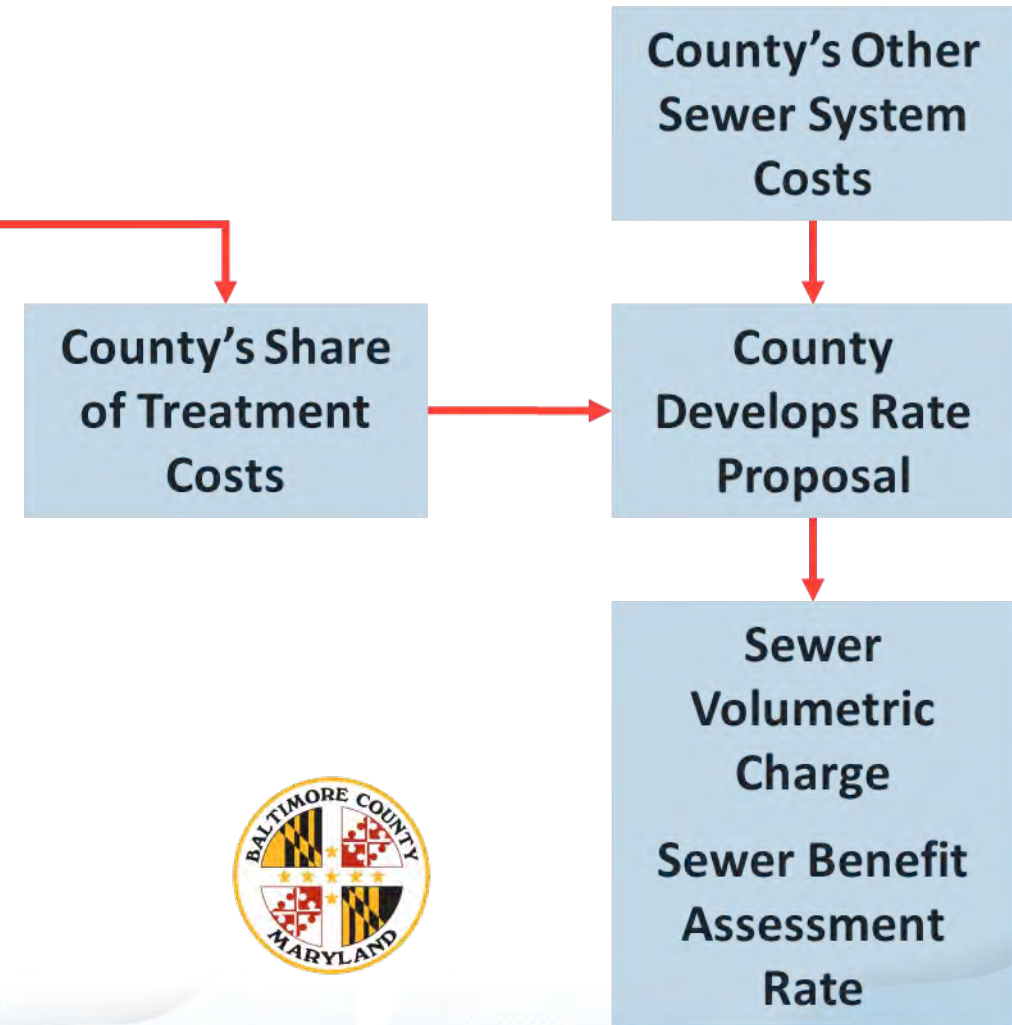 County's Other
Sewer System
Costs
County's Share
of Treatment
Costs
County
Develops Rate
Proposal
Sewer
Volumetric
Charge
Sewer Benefit
Assessment
Rate
BALTIMORE COUNTY
MARYLAND